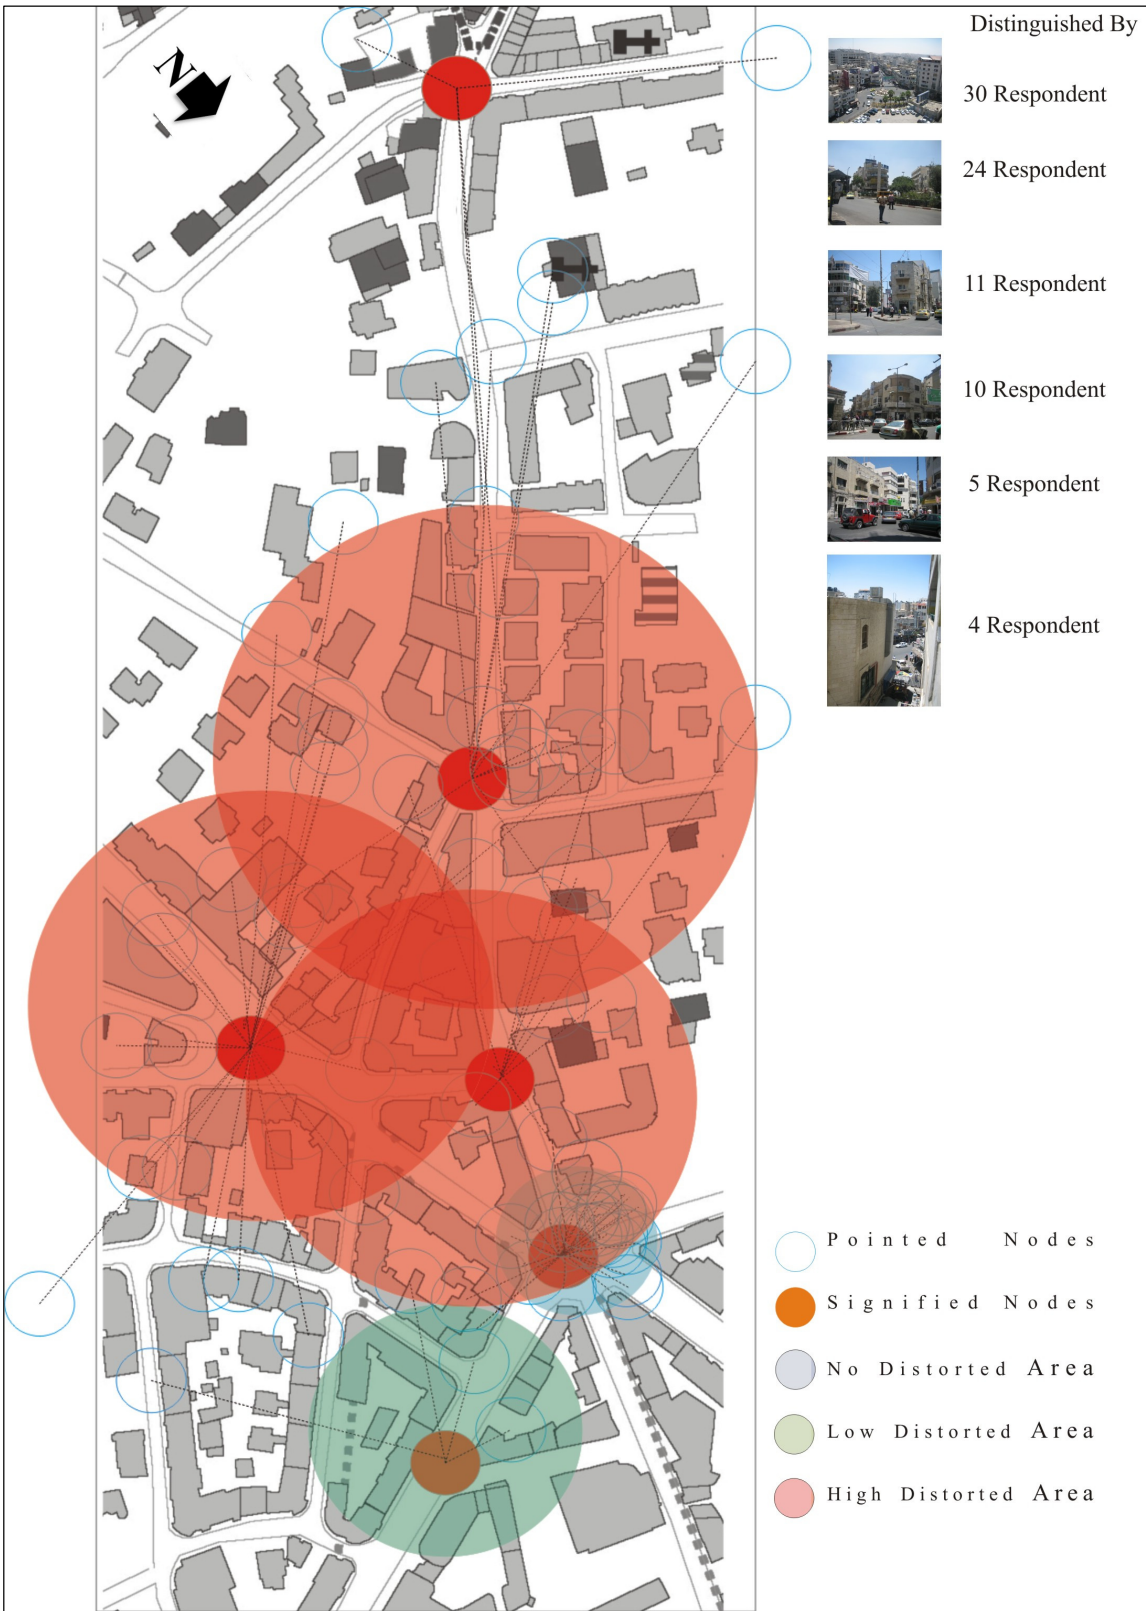 N
Distinguished By
30 Respondent
24 Respondent
11 Respondent
10 Respondent
5 Respondent
4 Respondent
Pointed Nodes
Signified Nodes
No Distorted Area
Low Distorted Area
High Distorted Area